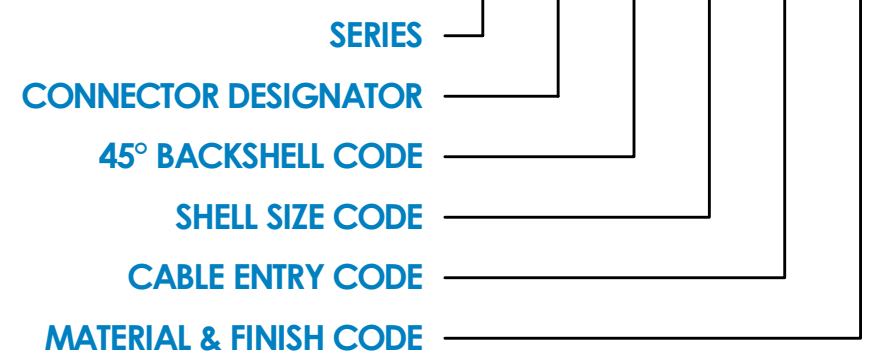 SERIES
CONNECTOR DESIGNATOR
45° BACKSHELL CODE
SHELL SIZE CODE
CABLE ENTRY CODE
MATERIAL & FINISH CODE